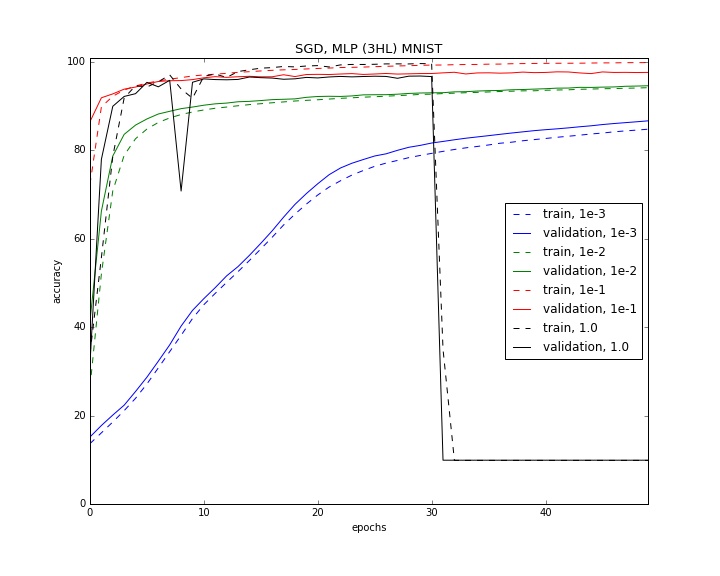 SGD, MLP (3HL) MNIST
100
80
60
40
20
0
accuracy
0 10 20 30 40
epochs
train, 1e-3
validation, 1e-3
train, 1e-2
validation, 1e-2
train, 1e-1
validation, 1e-1
train, 1.0
validation, 1.0